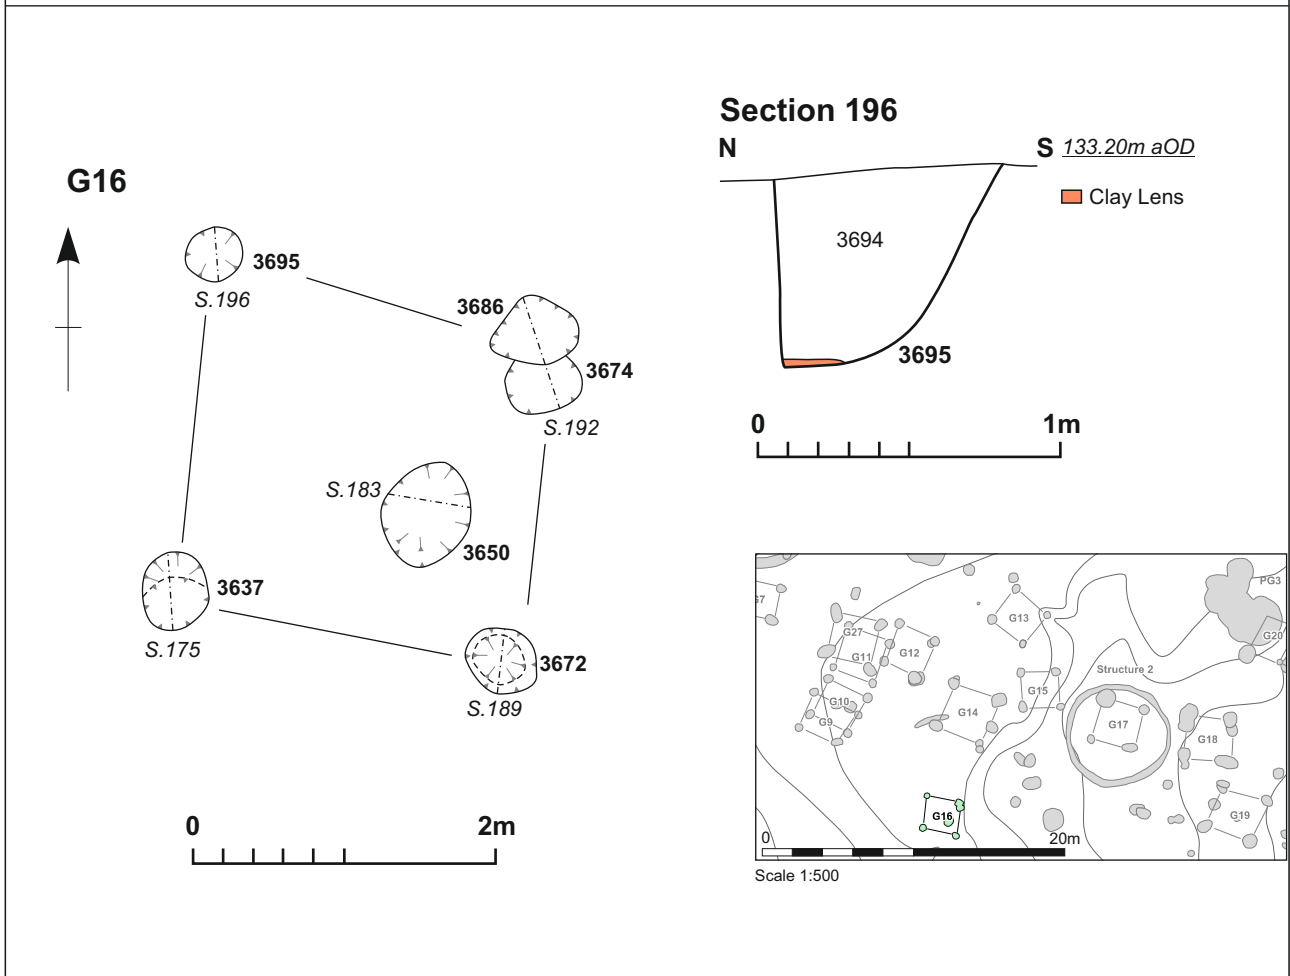 G16
3695
S.196
3686
3674
S.192
S.183
3650
3637
S.175
3672
S.189
0 2m
Section 196
N S 133.20m aOD
Clay Lens
3694
3695
0 1m
G7
PG3
G13
G20
G27
G11
G12
Structure 2
G15
G10
G9
G14
G17
G18
G16
G19
0 20m
Scale 1:500